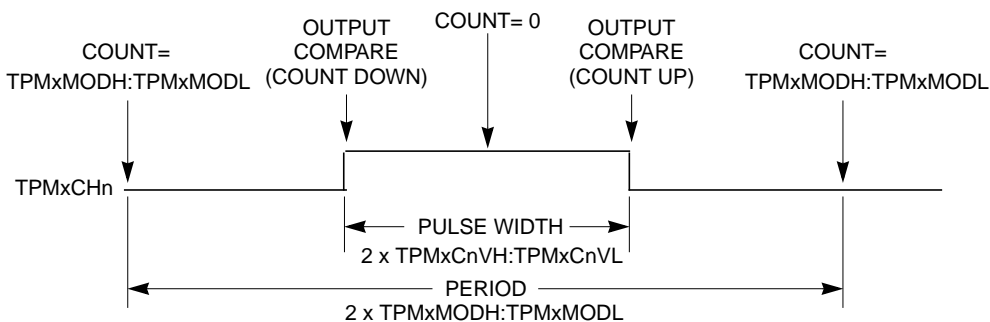 COUNT= 0
OUTPUT
COMPARE
(COUNT DOWN)
OUTPUT
COMPARE
(COUNT UP)
COUNT=
TPMxMODH:TPMxMODL
COUNT=
TPMxMODH:TPMxMODL
TPMxCHn
PULSE WIDTH
2 x TPMxCnVH:TPMxCnVL
PERIOD
2 x TPMxMODH:TPMxMODL